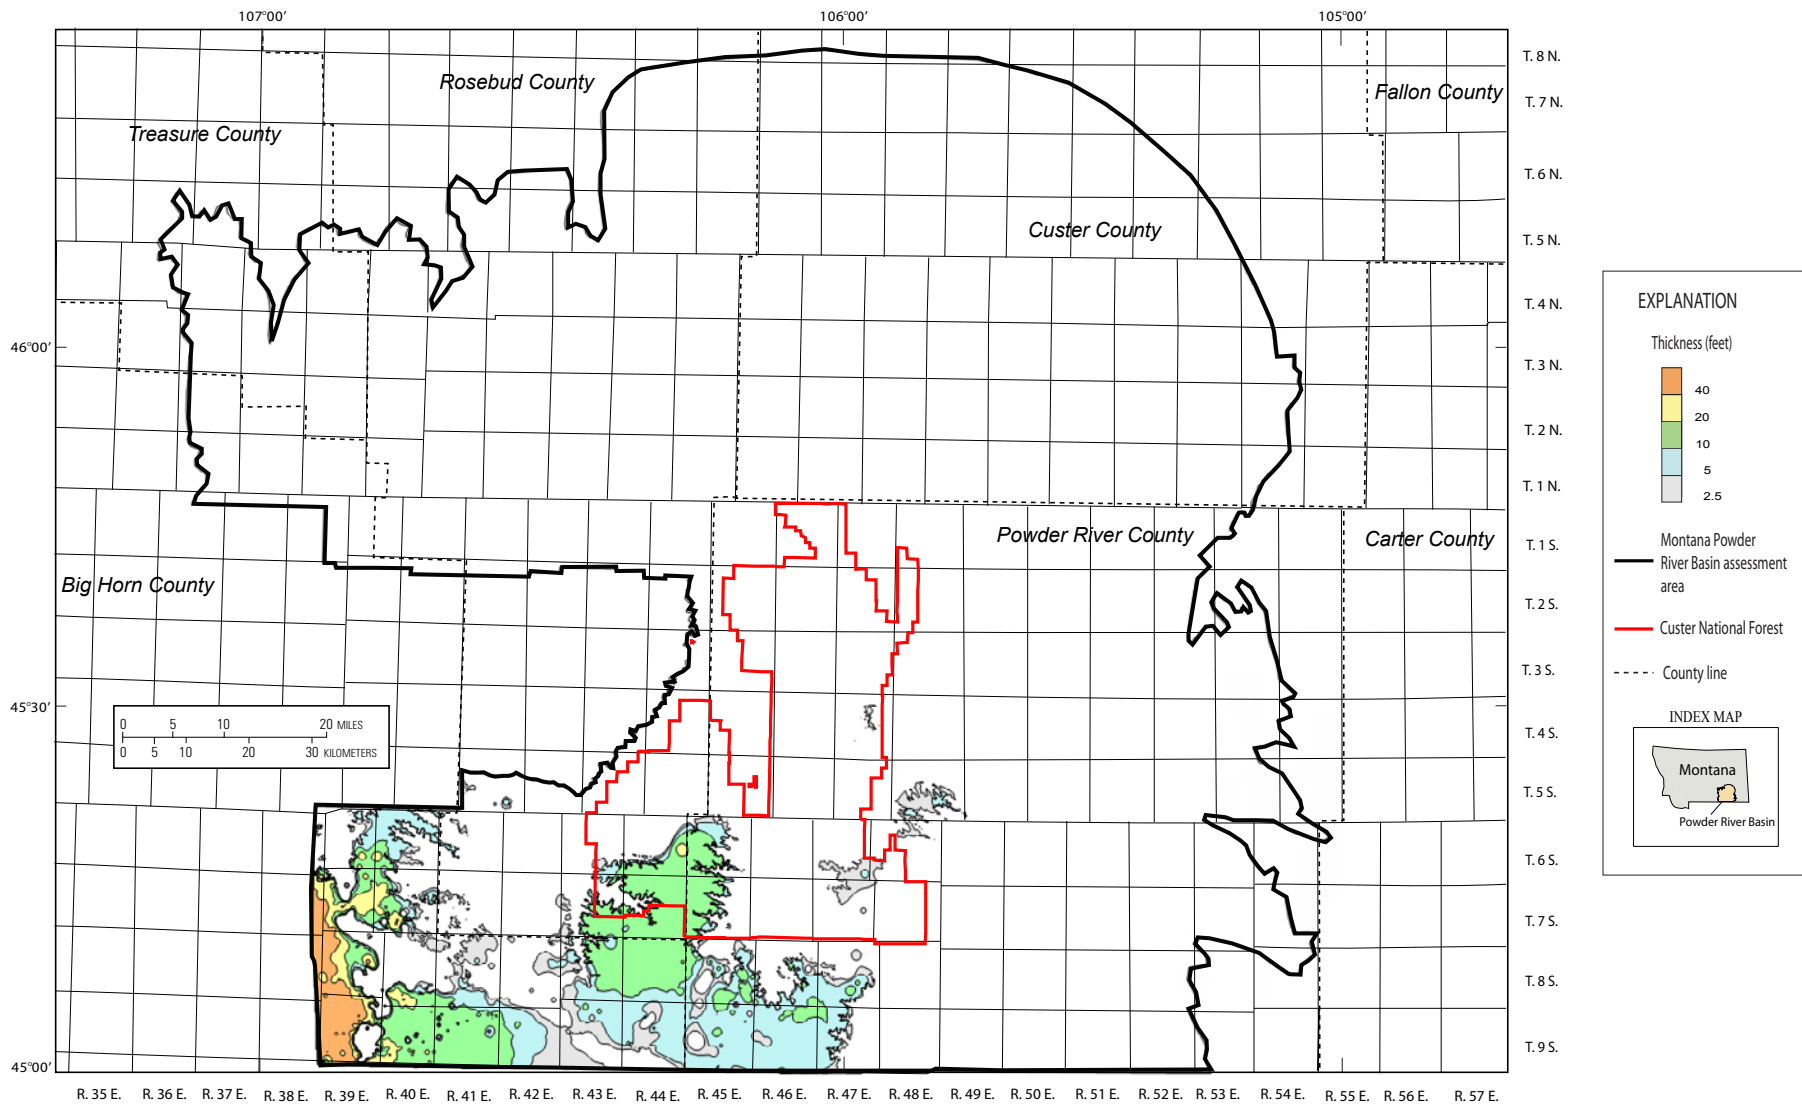 107°00′
106°00′
105°00′
T. 8 N.
Rosebud County
Fallon County
T. 7 N.
Treasure County
T. 6 N.
Custer County
T. 5 N.
T. 4 N.
46°00′
T. 3 N.
T. 2 N.
T. 1 N.
Powder River County
Carter County
T. 1 S.
Big Horn County
T. 2 S.
T. 3 S.
45°30′
0 5 10 20 MILES
0 5 10 20 30 KILOMETERS
T. 4 S.
T. 5 S.
T. 6 S.
T. 7 S.
T. 8 S.
T. 9 S.
45°00′
R. 35 E.
R. 36 E.
R. 37 E.
R. 38 E.
R. 39 E.
R. 40 E.
R. 41 E.
R. 42 E.
R. 43 E.
R. 44 E.
R. 45 E.
R. 46 E.
R. 47 E.
R. 48 E.
R. 49 E.
R. 50 E.
R. 51 E.
R. 52 E.
R. 53 E.
R. 54 E.
R. 55 E.
R. 56 E.
R. 57 E.
EXPLANATION
Thickness (feet)
40
20
10
5
2.5
Montana Powder
River Basin assessment
area
Custer National Forest
County line
INDEX MAP
Montana
Powder River Basin